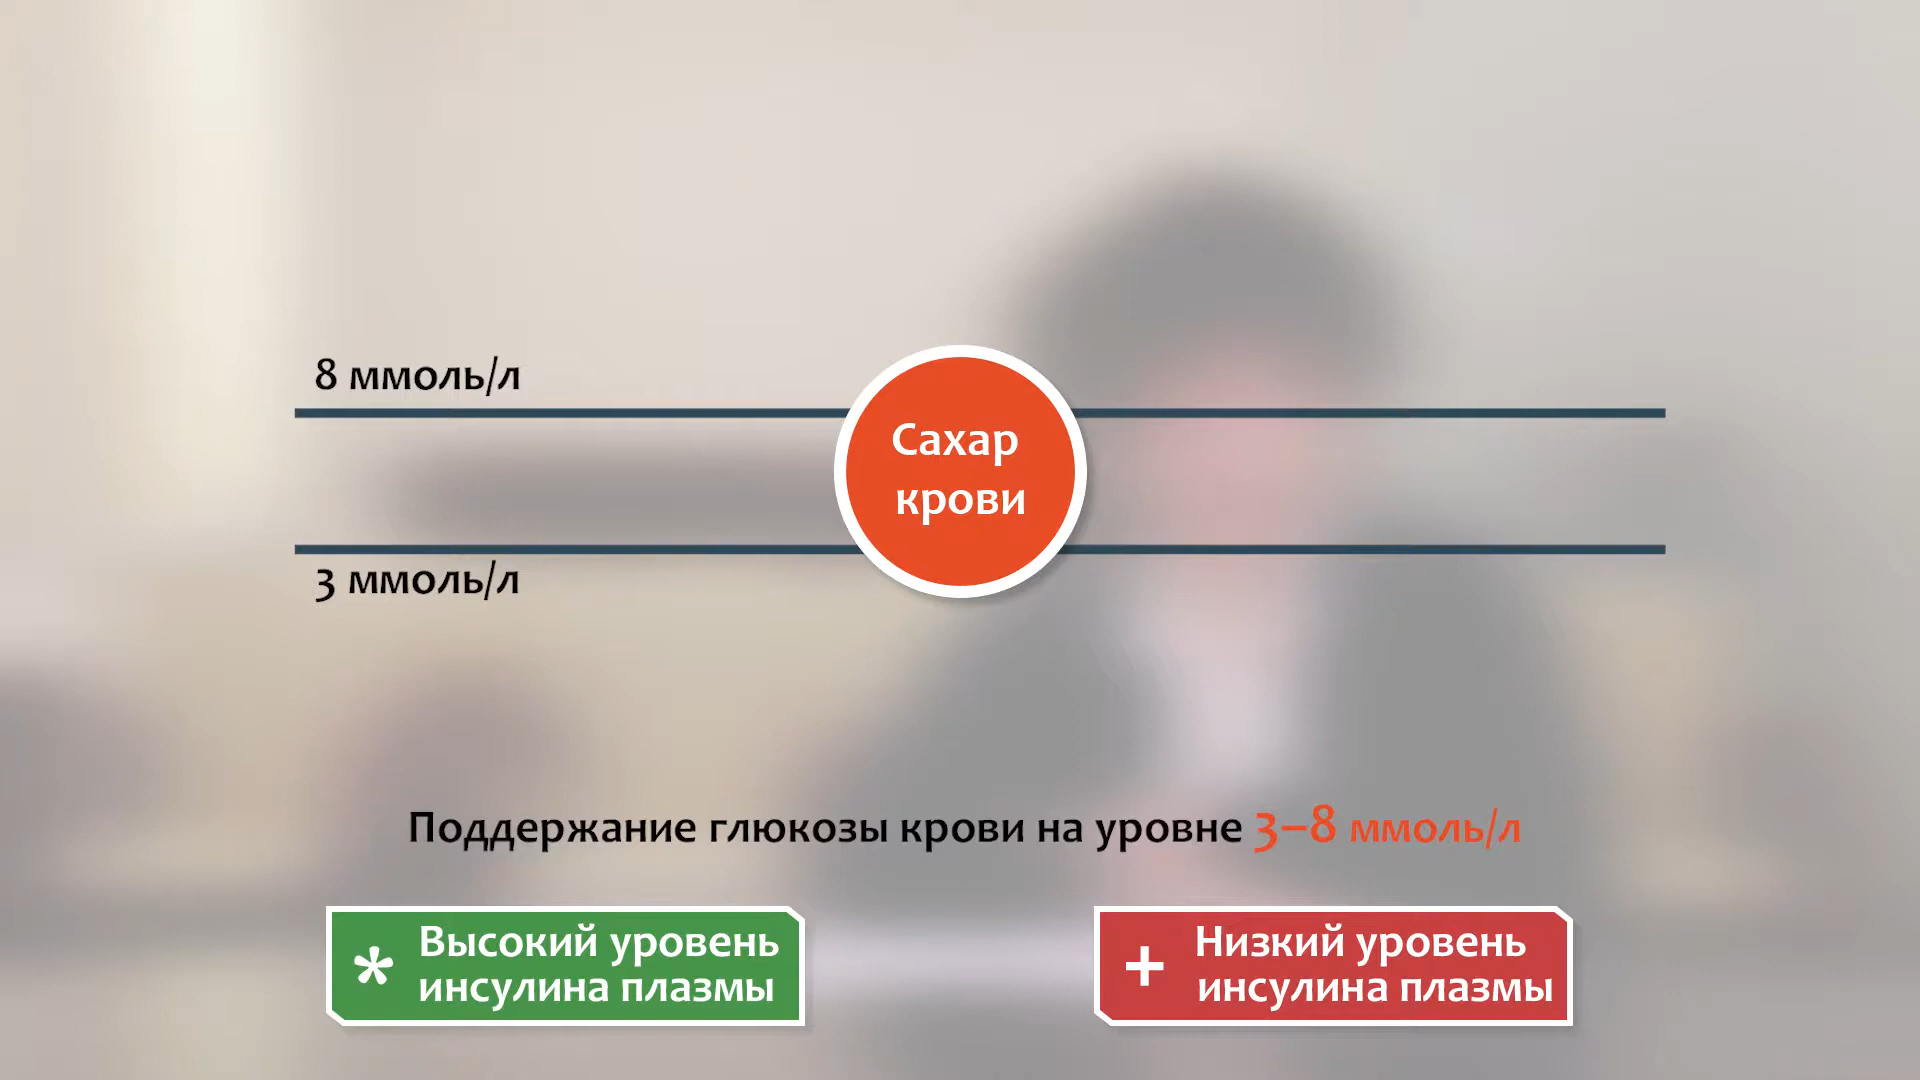 8 ммоль/л
Сахар
крови
3 ммоль/л
Поддержание глюкозы крови на уровне 3–8 ммоль/л
* Высокий уровень
инсулина плазмы
+ Низкий уровень
инсулина плазмы